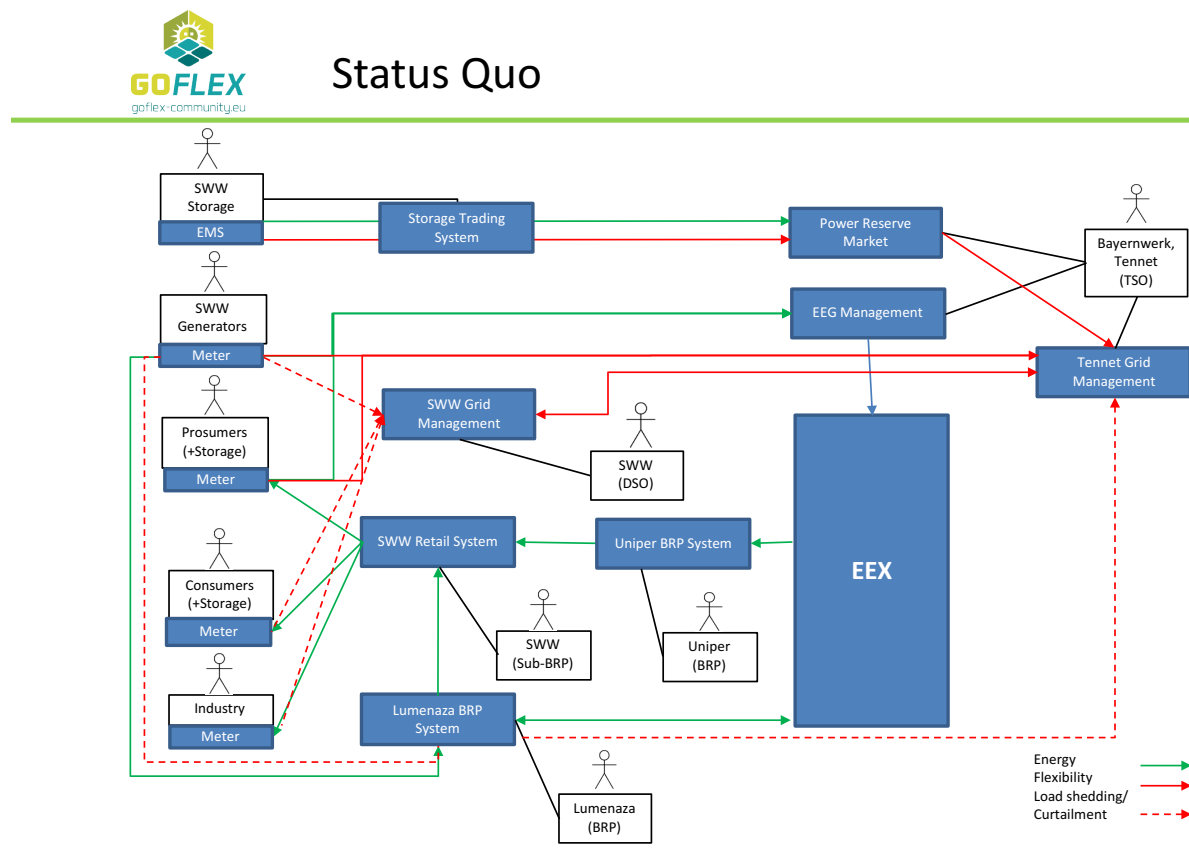 GOFLEX
goflex-community.eu
Status Quo
SWW
Storage
EMS
Storage Trading
System
Power Reserve
Market
Bayernwerk,
Tennet
(TSO)
SWW
Generators
Meter
EEG Management
Tennet Grid
Management
Prosumers
(+Storage)
Meter
SWW Grid
Management
SWW
(DSO)
SWW Retail System
Uniper BRP System
EEX
Consumers
(+Storage)
Meter
SWW
(Sub-BRP)
Uniper
(BRP)
Industry
Meter
Lumenaza BRP
System
Lumenaza
(BRP)
Energy
Flexibility
Load shedding/
Curtailment